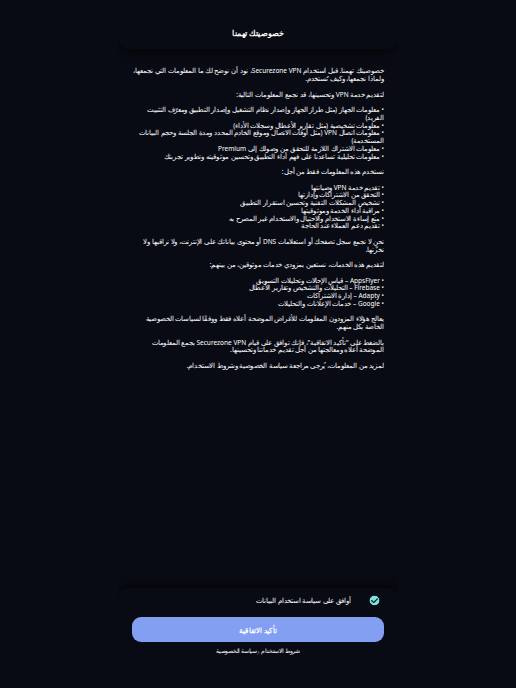 خصوصيتك تهمنا
خصوصيتك تهمنا. قبل استخدام Securezone VPN، نود أن نوضح لك ما المعلومات التي نجمعها،
ولماذا نجمعها، وكيف تُستخدم.
لتقديم خدمة VPN وتحسينها، قد نجمع المعلومات التالية:
• معلومات الجهاز (مثل طراز الجهاز وإصدار نظام التشغيل وإصدار التطبيق ومعرّف التثبيت
الفريد)
• معلومات تشخيصية (مثل تقارير الأعطال وسجلات الأداء)
• معلومات اتصال VPN (مثل أوقات الاتصال وموقع الخادم المحدد ومدة الجلسة وحجم البيانات
المستخدمة)
• معلومات الاشتراك اللازمة للتحقق من وصولك إلى Premium
• معلومات تحليلية تساعدنا على فهم أداء التطبيق وتحسين موثوقيته وتطوير تجربتك
نستخدم هذه المعلومات فقط من أجل:
• تقديم خدمة VPN وصيانتها
• التحقق من الاشتراكات وإدارتها
• تشخيص المشكلات التقنية وتحسين استقرار التطبيق
• مراقبة أداء الخدمة وموثوقيتها
• منع إساءة الاستخدام والاحتيال والاستخدام غير المصرح به
• تقديم دعم العملاء عند الحاجة
نحن لا نجمع سجل تصفحك أو استعلامات DNS أو محتوى بياناتك على الإنترنت، ولا نراقبها ولا
نخزّنها.
لتقديم هذه الخدمات، نستعين بمزودي خدمات موثوقين، من بينهم:
• AppsFlyer – قياس الإحالات وتحليلات التسويق
• Firebase – التحليلات والتشخيص وتقارير الأعطال
• Adapty – إدارة الاشتراكات
• Google – خدمات الإعلانات والتحليلات
يعالج هؤلاء المزودون المعلومات للأغراض الموضحة أعلاه فقط ووفقًا لسياسات الخصوصية
الخاصة بكل منهم.
بالضغط على "تأكيد الاتفاقية"، فإنك توافق على قيام Securezone VPN بجمع المعلومات
الموضحة أعلاه ومعالجتها من أجل تقديم خدماتنا وتحسينها.
لمزيد من المعلومات، يُرجى مراجعة سياسة الخصوصية وشروط الاستخدام.
أوافق على سياسة استخدام البيانات
تأكيد الاتفاقية
شروط الاستخدام , سياسة الخصوصية